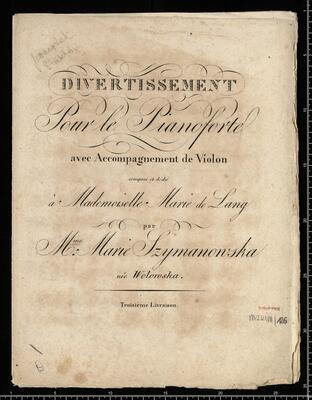 DIVERTISSEMENT
Pour le Pianoforte
avec Accompagnement de Violon
composé et dédié
à Mademoiselle Marie de Lang
par
Mme. Marie Szymanowska
née Wolowska.
Troisième Livraison.